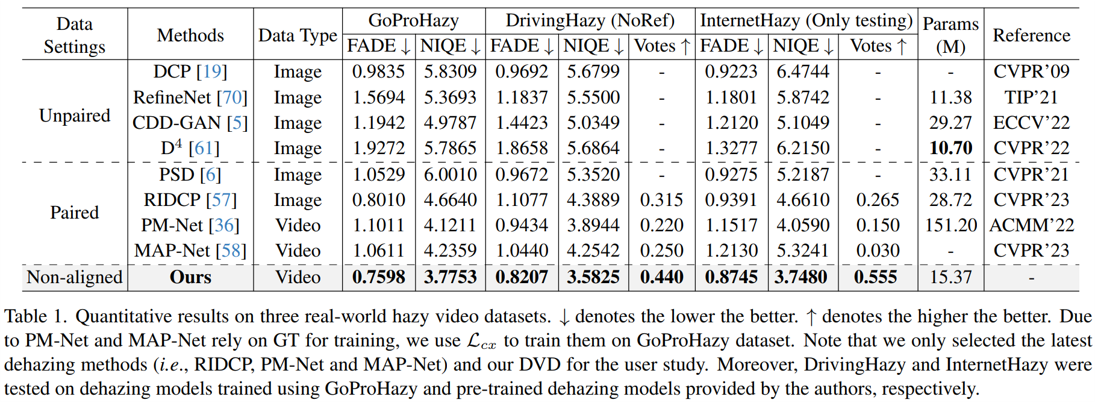 Data Settings Methods Data Type GoProHazy DrivingHazy (NoRef) InternetHazy (Only testing) Params (M) Reference
FADE ↓ NIQE ↓ FADE ↓ NIQE ↓ Votes ↑ FADE ↓ NIQE ↓ Votes ↑
Unpaired DCP [19] Image 0.9835 5.8309 0.9692 5.6799 - 0.9223 6.4744 - - CVPR'09
RefineNet [70] Image 1.5694 5.3693 1.1837 5.5500 - 1.1801 5.8742 - 11.38 TIP'21
CDD-GAN [5] Image 1.1942 4.9787 1.4423 5.0349 - 1.2120 5.1049 - 29.27 ECCV'22
D⁴ [61] Image 1.9272 5.7865 1.8658 5.6864 - 1.3277 6.2150 - 10.70 CVPR'22
Paired PSD [6] Image 1.0529 6.0010 0.9672 5.3520 - 0.9275 5.2187 - 33.11 CVPR'21
RIDCP [57] Image 0.8010 4.6640 1.1077 4.3889 0.315 0.9391 4.6610 0.265 28.72 CVPR'23
PM-Net [36] Video 1.1011 4.1211 0.9434 3.8944 0.220 1.1517 4.0590 0.150 151.20 ACMM'22
MAP-Net [58] Video 1.0611 4.2359 1.0440 4.2542 0.250 1.2130 5.3241 0.030 - CVPR'23
Non-aligned Ours Video 0.7598 3.7753 0.8207 3.5825 0.440 0.8745 3.7480 0.555 15.37 -
Table 1. Quantitative results on three real-world hazy video datasets. ↓ denotes the lower the better. ↑ denotes the higher the better. Due
to PM-Net and MAP-Net rely on GT for training, we use ℒcx to train them on GoProHazy dataset. Note that we only selected the latest
dehazing methods (i.e., RIDCP, PM-Net and MAP-Net) and our DVD for the user study. Moreover, DrivingHazy and InternetHazy were
tested on dehazing models trained using GoProHazy and pre-trained dehazing models provided by the authors, respectively.